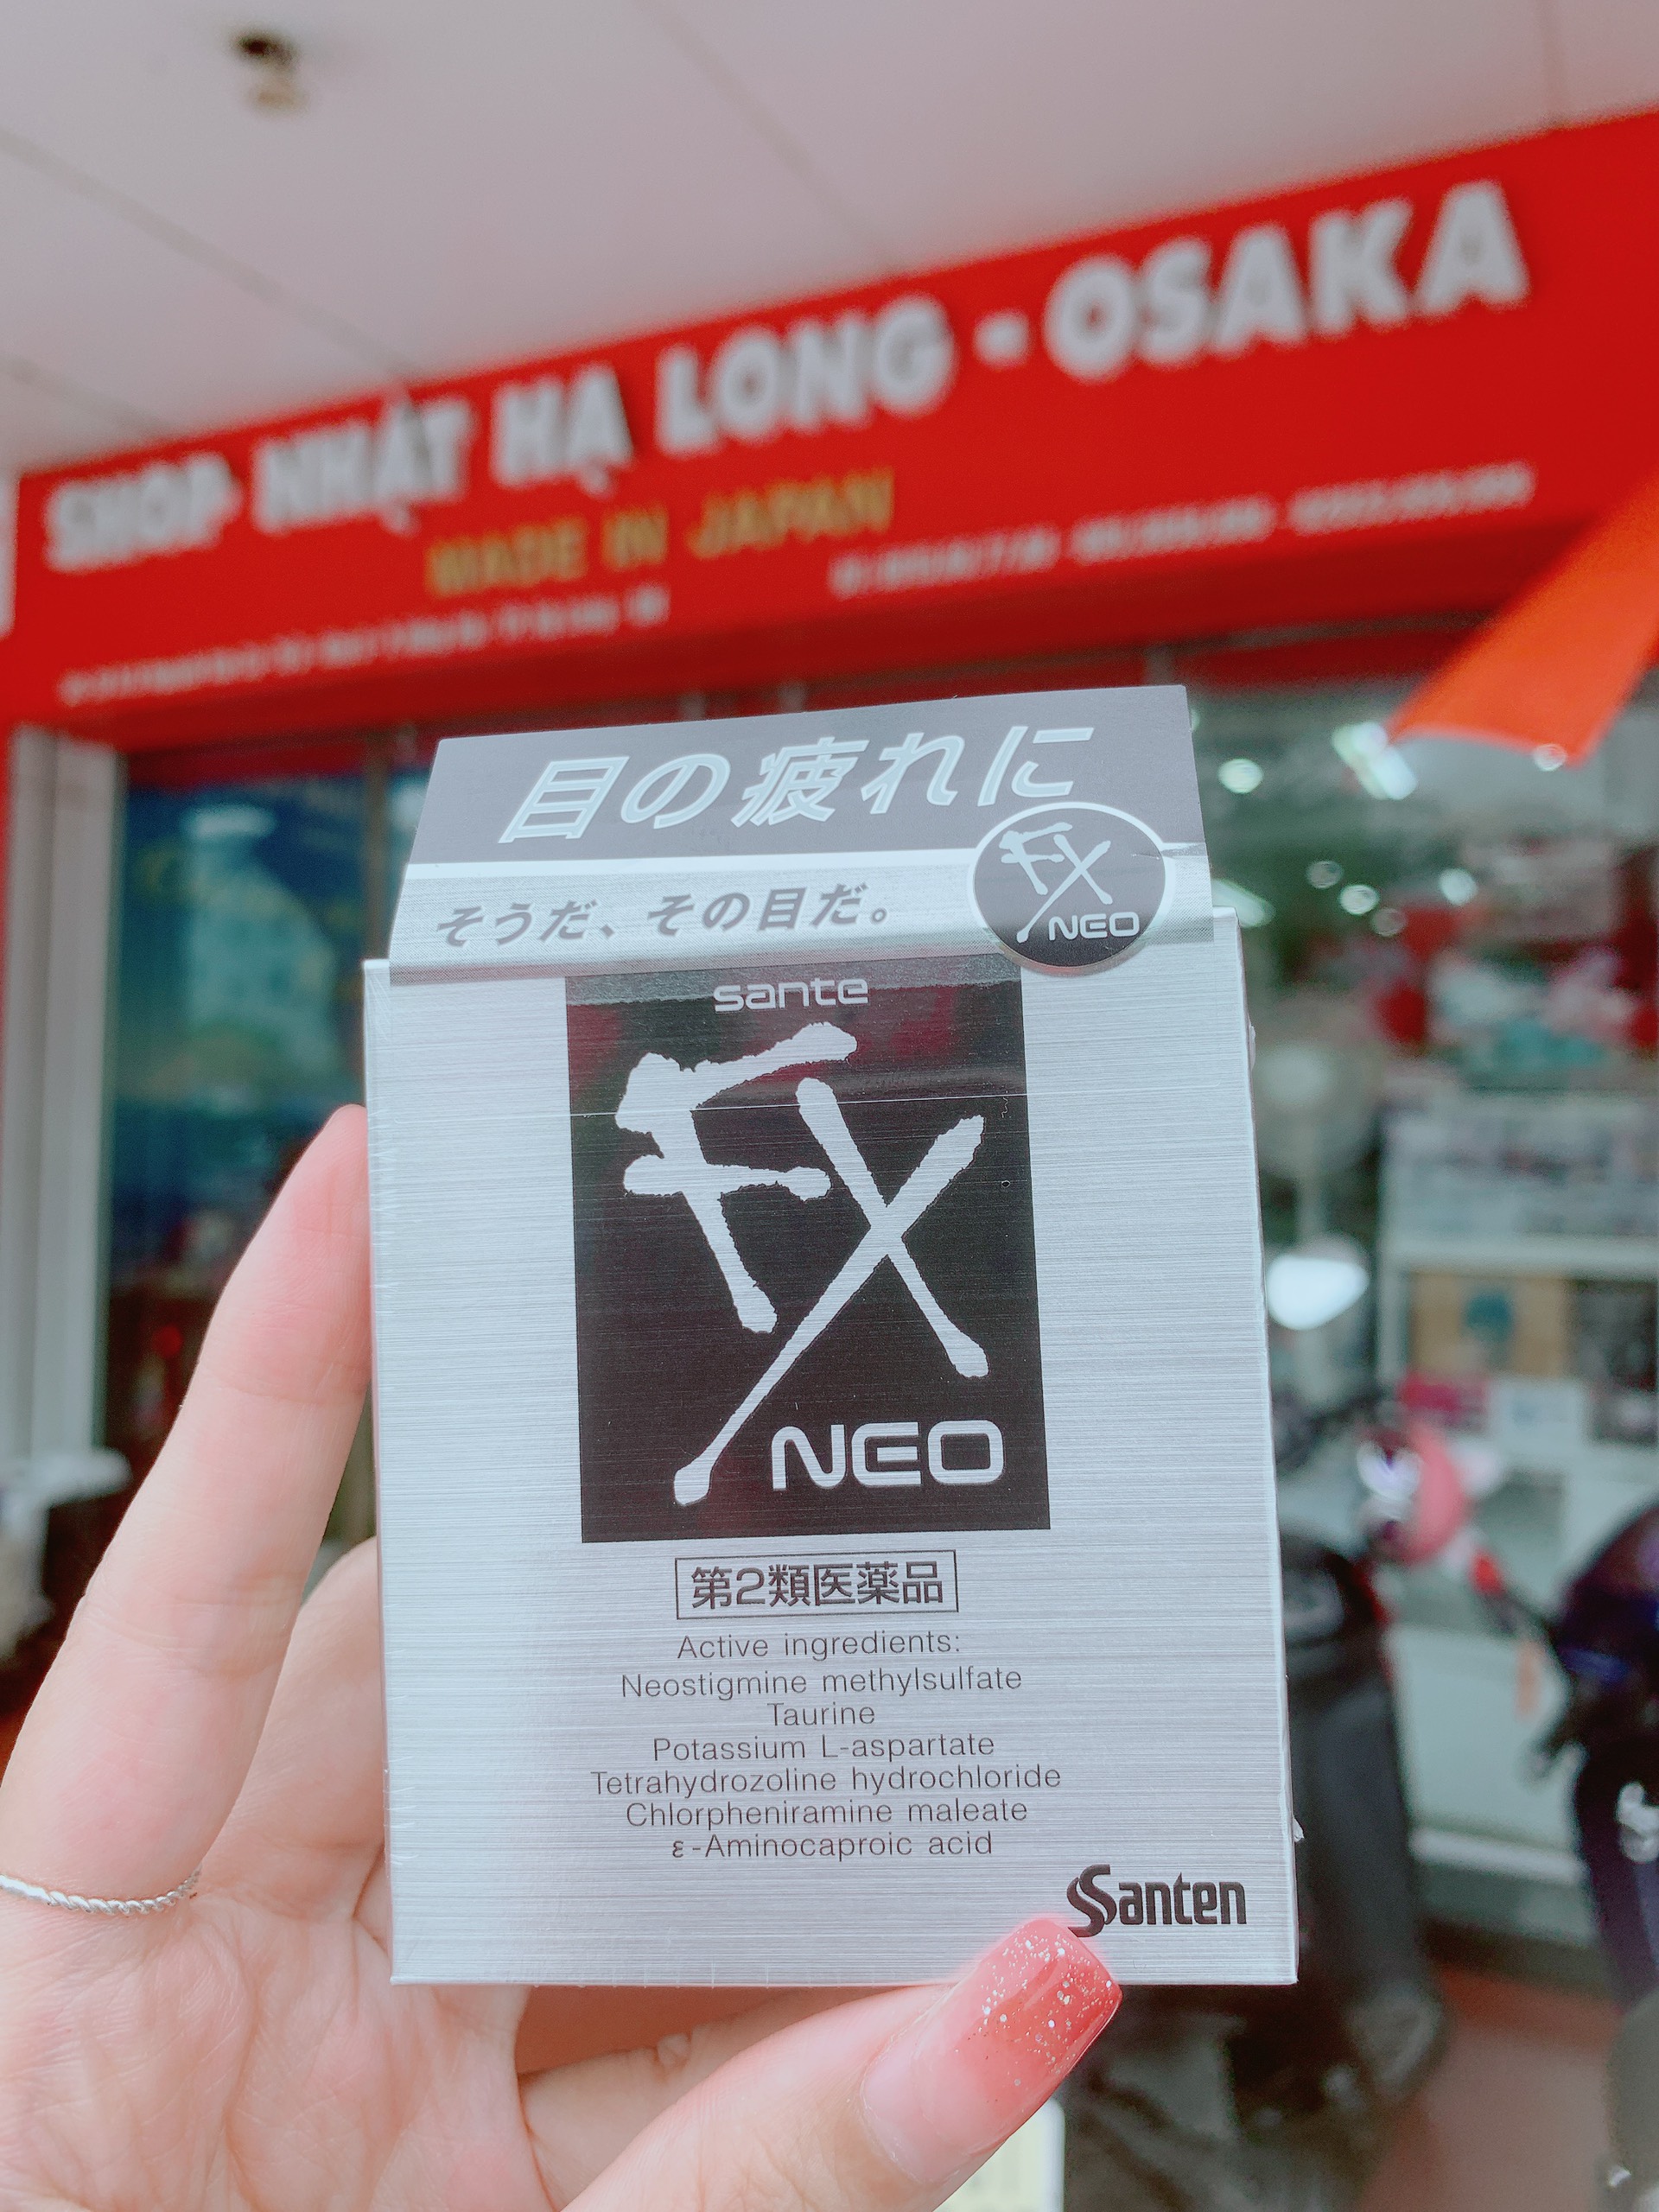 SHOP NHẬT HẠ LONG - OSAKA
MADE IN JAPAN
目の疲れに
そうだ、その目だ。
FX
NEO
sante
FX
NEO
第2類医薬品
Active ingredients:
Neostigmine methylsulfate
Taurine
Potassium L-aspartate
Tetrahydrozoline hydrochloride
Chlorpheniramine maleate
ε-Aminocaproic acid
Santen